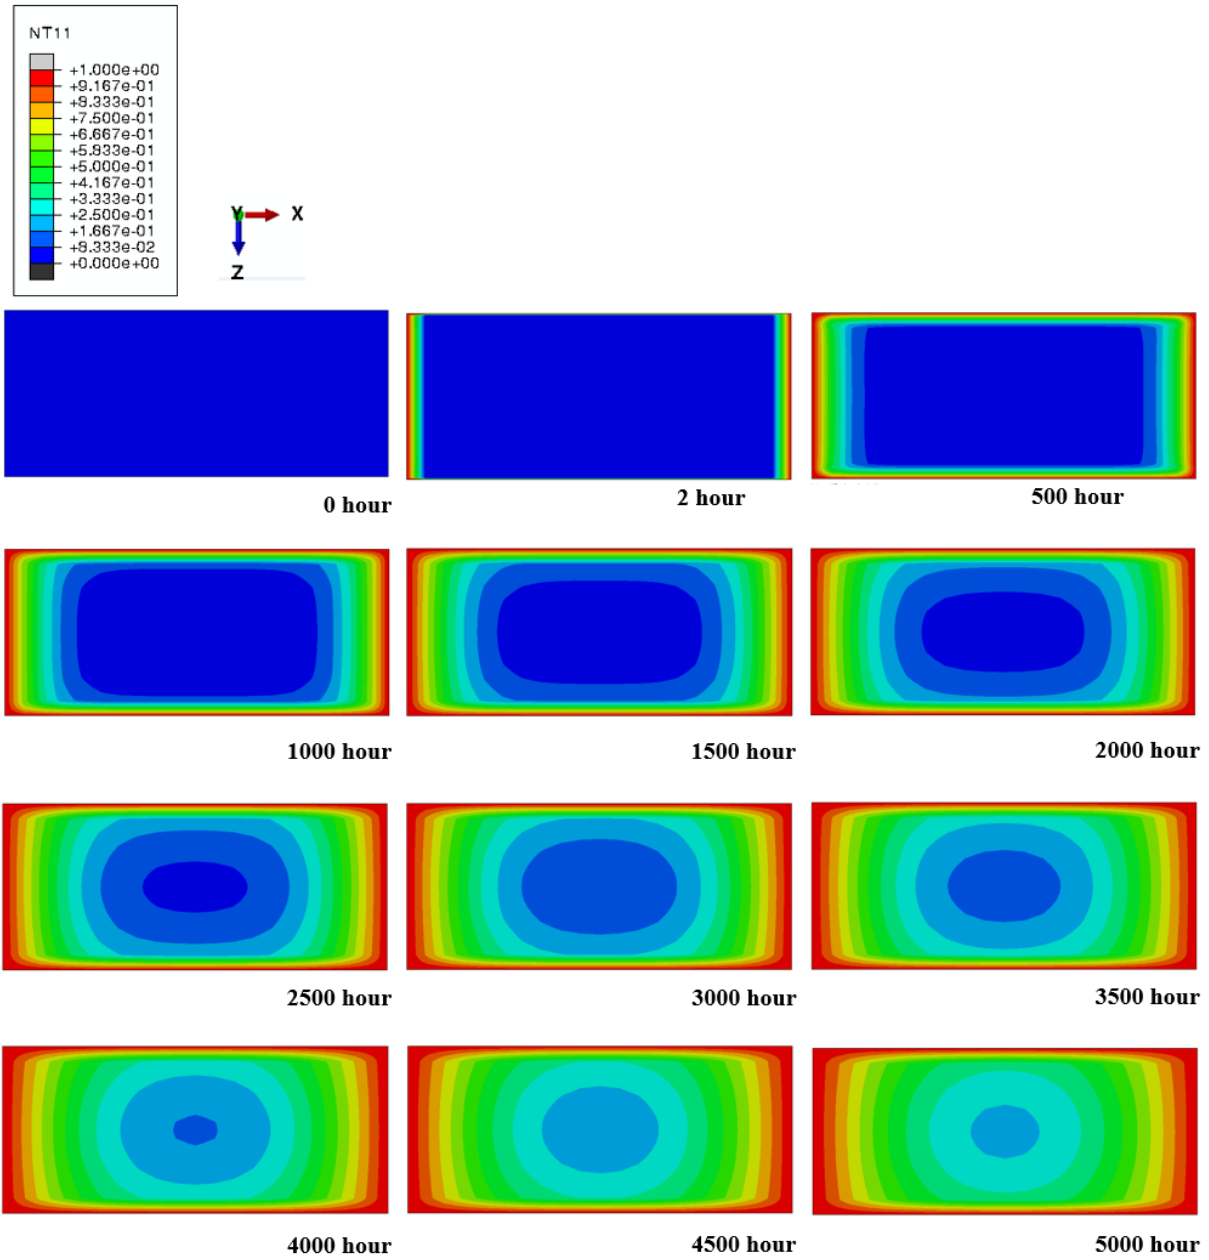 NT11
+1.000e+00
+9.167e-01
+8.333e-01
+7.500e-01
+6.667e-01
+5.833e-01
+5.000e-01
+4.167e-01
+3.333e-01
+2.500e-01
+1.667e-01
+8.333e-02
+0.000e+00
Y X
Z
0 hour
2 hour
500 hour
1000 hour
1500 hour
2000 hour
2500 hour
3000 hour
3500 hour
4000 hour
4500 hour
5000 hour